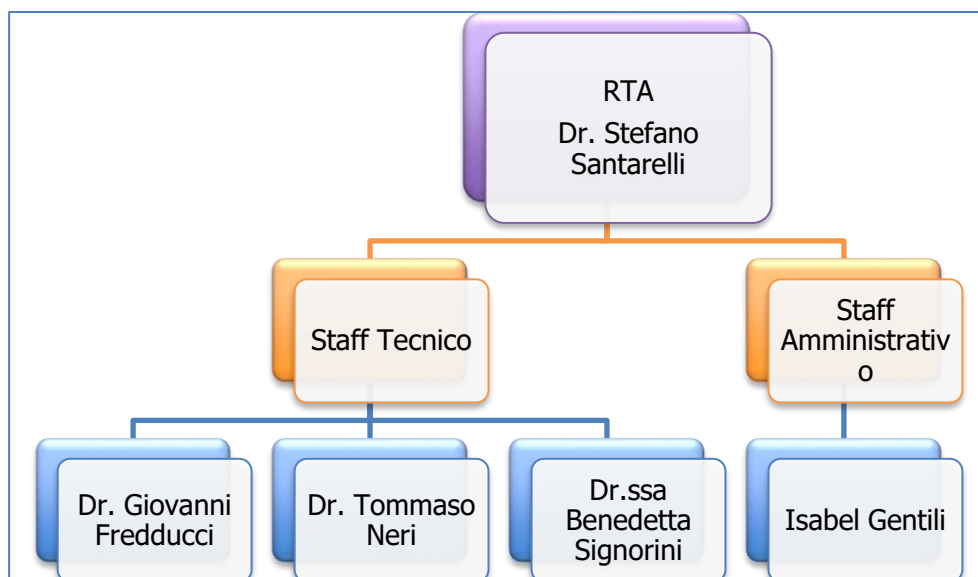 RTA
Dr. Stefano
Santarelli
Staff Tecnico
Staff
Amministrativ
o
Dr. Giovanni
Fredducci
Dr. Tommaso
Neri
Dr.ssa
Benedetta
Signorini
Isabel Gentili